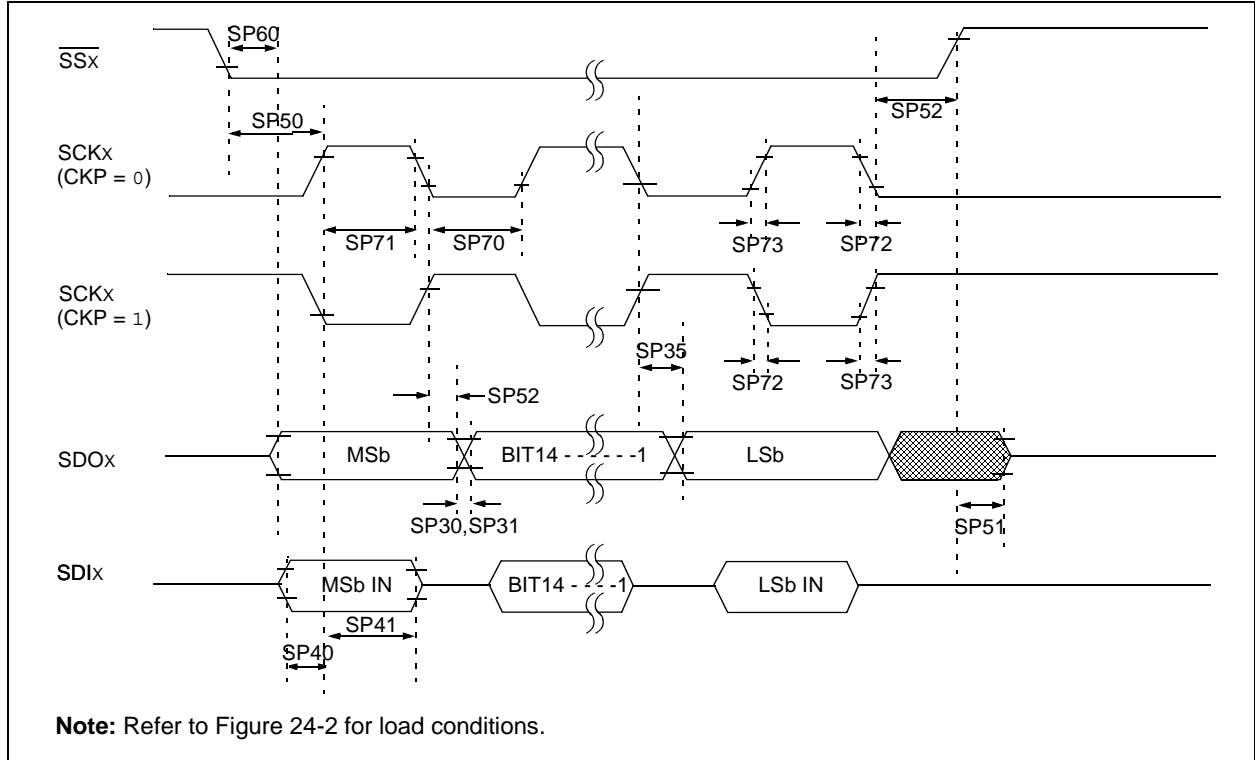 SP60
SSX
SP52
SP50
SCKX
(CKP = 0)
SP71
SP70
SP73
SP72
SCKX
(CKP = 1)
SP35
SP72
SP73
SP52
SDOX
MSb
BIT14 - - - - - -1
LSb
SP30,SP31
SP51
SDIX
MSb IN
BIT14 - - - -1
LSb IN
SP41
SP40
Note: Refer to Figure 24-2 for load conditions.